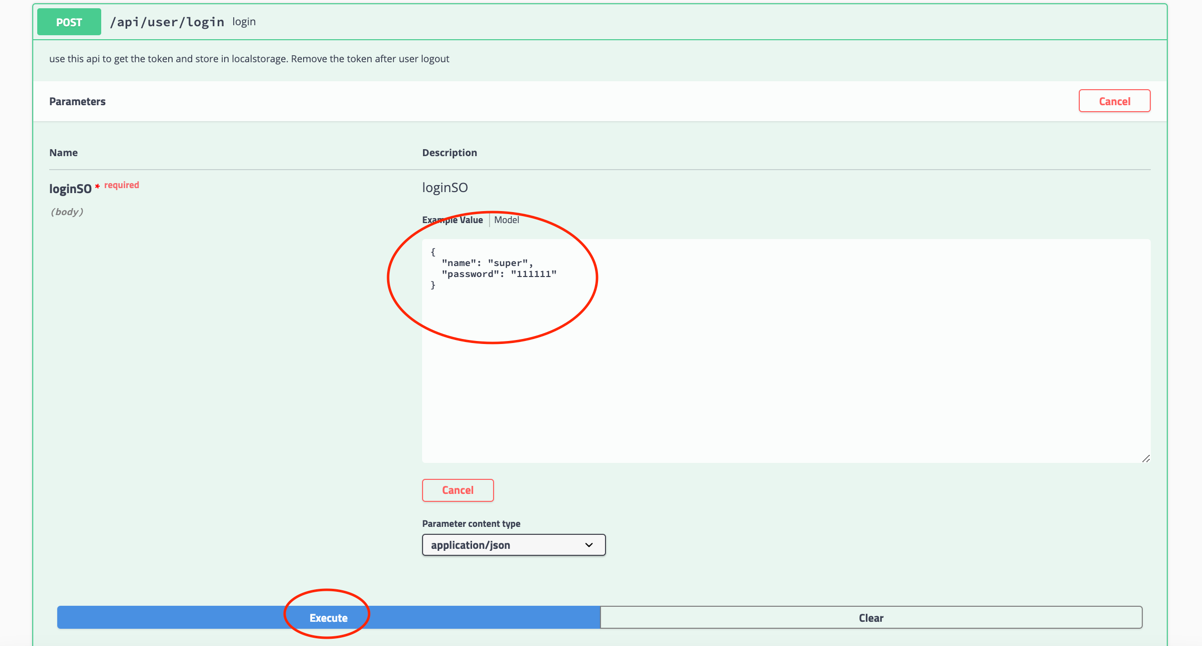 POST /api/user/login login
use this api to get the token and store in localstorage. Remove the token after user logout
Parameters
Cancel
Name
Description
loginSO * required
(body)
loginSO
Example Value | Model
{
"name": "super",
"password": "111111"
}
Cancel
Parameter content type
application/json
Execute
Clear